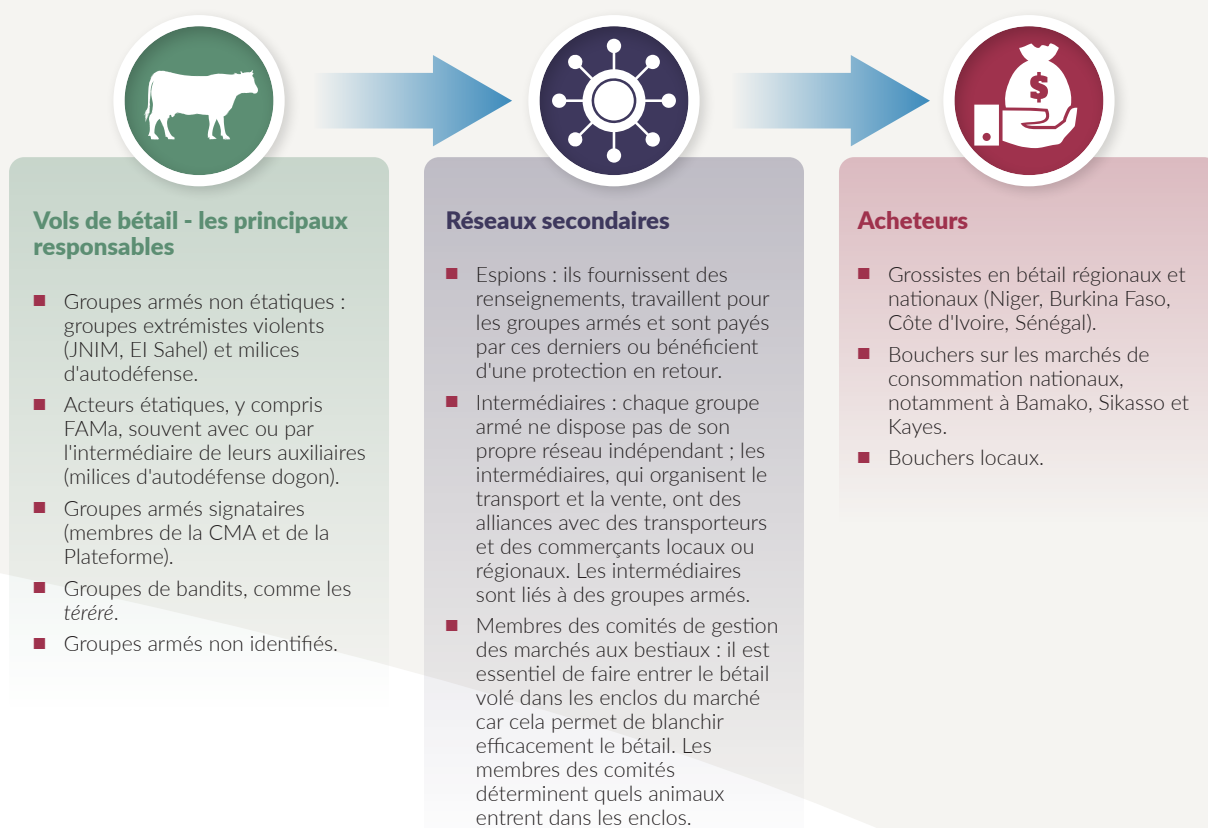 $
Vols de bétail - les principaux
responsables
■ Groupes armés non étatiques :
groupes extrémistes violents
(JNIM, EI Sahel) et milices
d'autodéfense.
■ Acteurs étatiques, y compris
FAMa, souvent avec ou par
l'intermédiaire de leurs auxiliaires
(milices d'autodéfense dogon).
■ Groupes armés signataires
(membres de la CMA et de la
Plateforme).
■ Groupes de bandits, comme les
téréré.
■ Groupes armés non identifiés.
Réseaux secondaires
■ Espions : ils fournissent des
renseignements, travaillent pour
les groupes armés et sont payés
par ces derniers ou bénéficient
d'une protection en retour.
■ Intermédiaires : chaque groupe
armé ne dispose pas de son
propre réseau indépendant ; les
intermédiaires, qui organisent le
transport et la vente, ont des
alliances avec des transporteurs
et des commerçants locaux ou
régionaux. Les intermédiaires
sont liés à des groupes armés.
■ Membres des comités de gestion
des marchés aux bestiaux : il est
essentiel de faire entrer le bétail
volé dans les enclos du marché
car cela permet de blanchir
efficacement le bétail. Les
membres des comités
déterminent quels animaux
entrent dans les enclos.
Acheteurs
■ Grossistes en bétail régionaux et
nationaux (Niger, Burkina Faso,
Côte d'Ivoire, Sénégal).
■ Bouchers sur les marchés de
consommation nationaux,
notamment à Bamako, Sikasso et
Kayes.
■ Bouchers locaux.